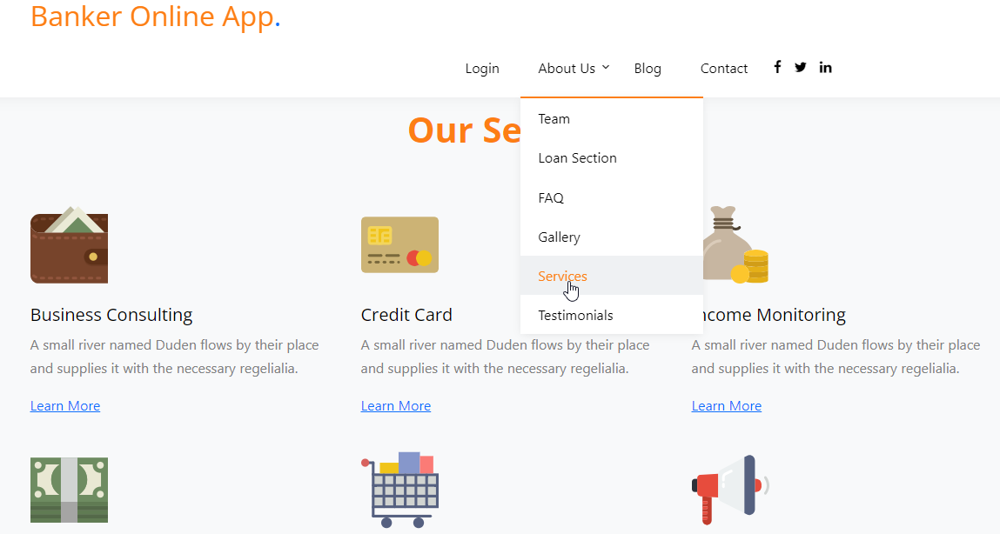 Banker Online App.
Login About Us Blog Contact
Team
Loan Section
FAQ
Gallery
Services
Testimonials
Our Se
Business Consulting
A small river named Duden flows by their place
and supplies it with the necessary regelialia.
Learn More
Credit Card
A small river named Duden flows by their place
and supplies it with the necessary regelialia.
Learn More
ncome Monitoring
A small river named Duden flows by their place
and supplies it with the necessary regelialia.
Learn More